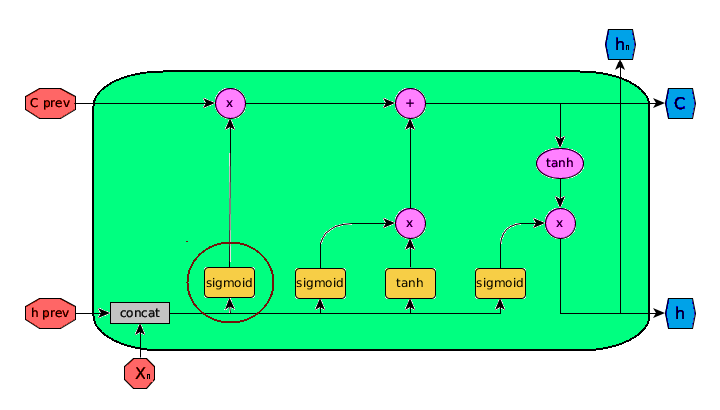 hn
C prev
x
+
C
tanh
x
x
sigmoid
sigmoid
tanh
sigmoid
h prev
concat
h
Xn